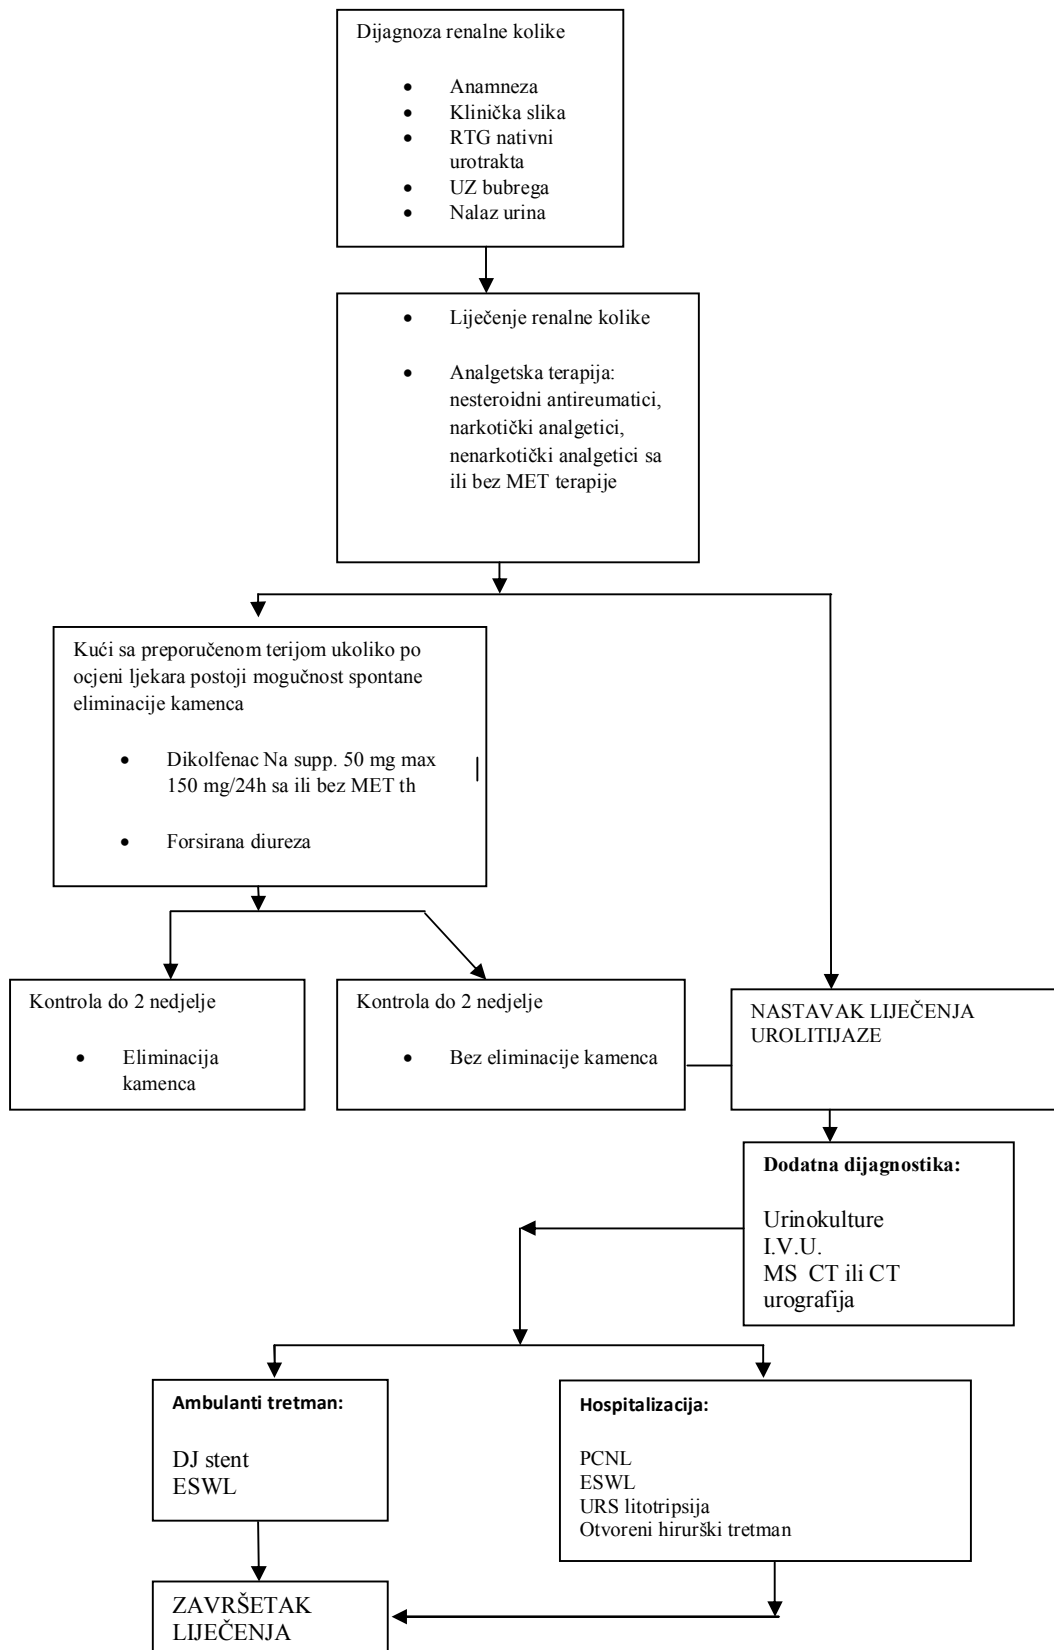 Dijagnoza renalne kolike
• Anamneza
• Klinička slika
• RTG nativni
urotrakta
• UZ bubrega
• Nalaz urina
• Liječenje renalne kolike
• Analgetska terapija:
nesteroidni antireumatici,
narkotički analgetici,
nenarkotički analgetici sa
ili bez MET terapije
Kući sa preporučenom terijom ukoliko po
ocjeni ljekara postoji mogučnost spontane
eliminacije kamenca
• Dikolfenac Na supp. 50 mg max
150 mg/24h sa ili bez MET th
• Forsirana diureza
Kontrola do 2 nedjelje
• Eliminacija
kamenca
Kontrola do 2 nedjelje
• Bez eliminacije kamenca
NASTAVAK LIJEČENJA
UROLITIJAZE
Dodatna dijagnostika:
Urinokulture
I.V.U.
MS CT ili CT
urografija
Ambulanti tretman:
DJ stent
ESWL
Hospitalizacija:
PCNL
ESWL
URS litotripsija
Otvoreni hirurški tretman
ZAVRŠETAK
LIJEČENJA